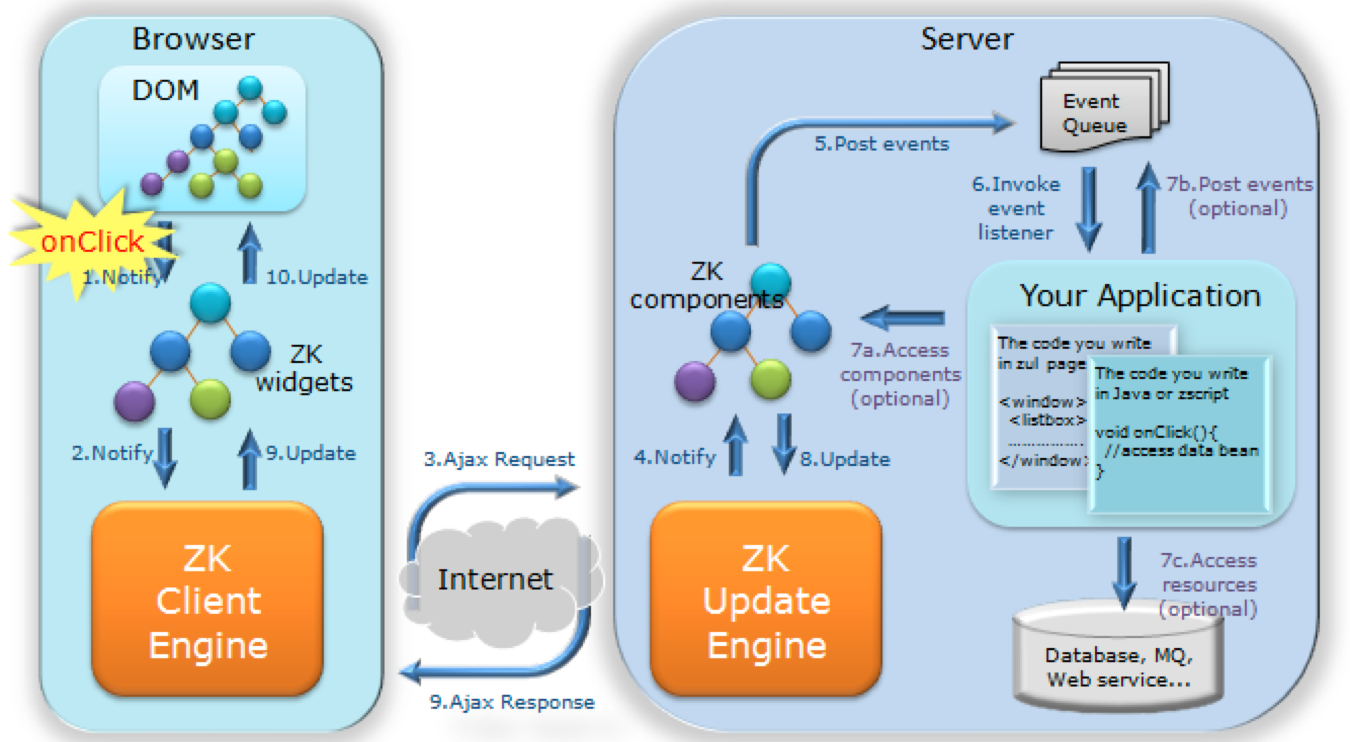 Browser
DOM
onClick
1.Notify
10.Update
ZK
widgets
2.Notify
9.Update
ZK
Client
Engine
3.Ajax Request
Internet
9.Ajax Response
Server
Event
Queue
5.Post events
6.Invoke
event
listener
7b.Post events
(optional)
ZK
components
7a.Access
components
(optional)
4.Notify
8.Update
ZK
Update
Engine
Your Application
The code you write
in zul page
<window>
<listbox>
................
</window>
The code you write
in Java or zscript
void onClick(){
//access data bean
}
7c.Access
resources
(optional)
Database, MQ,
Web service...